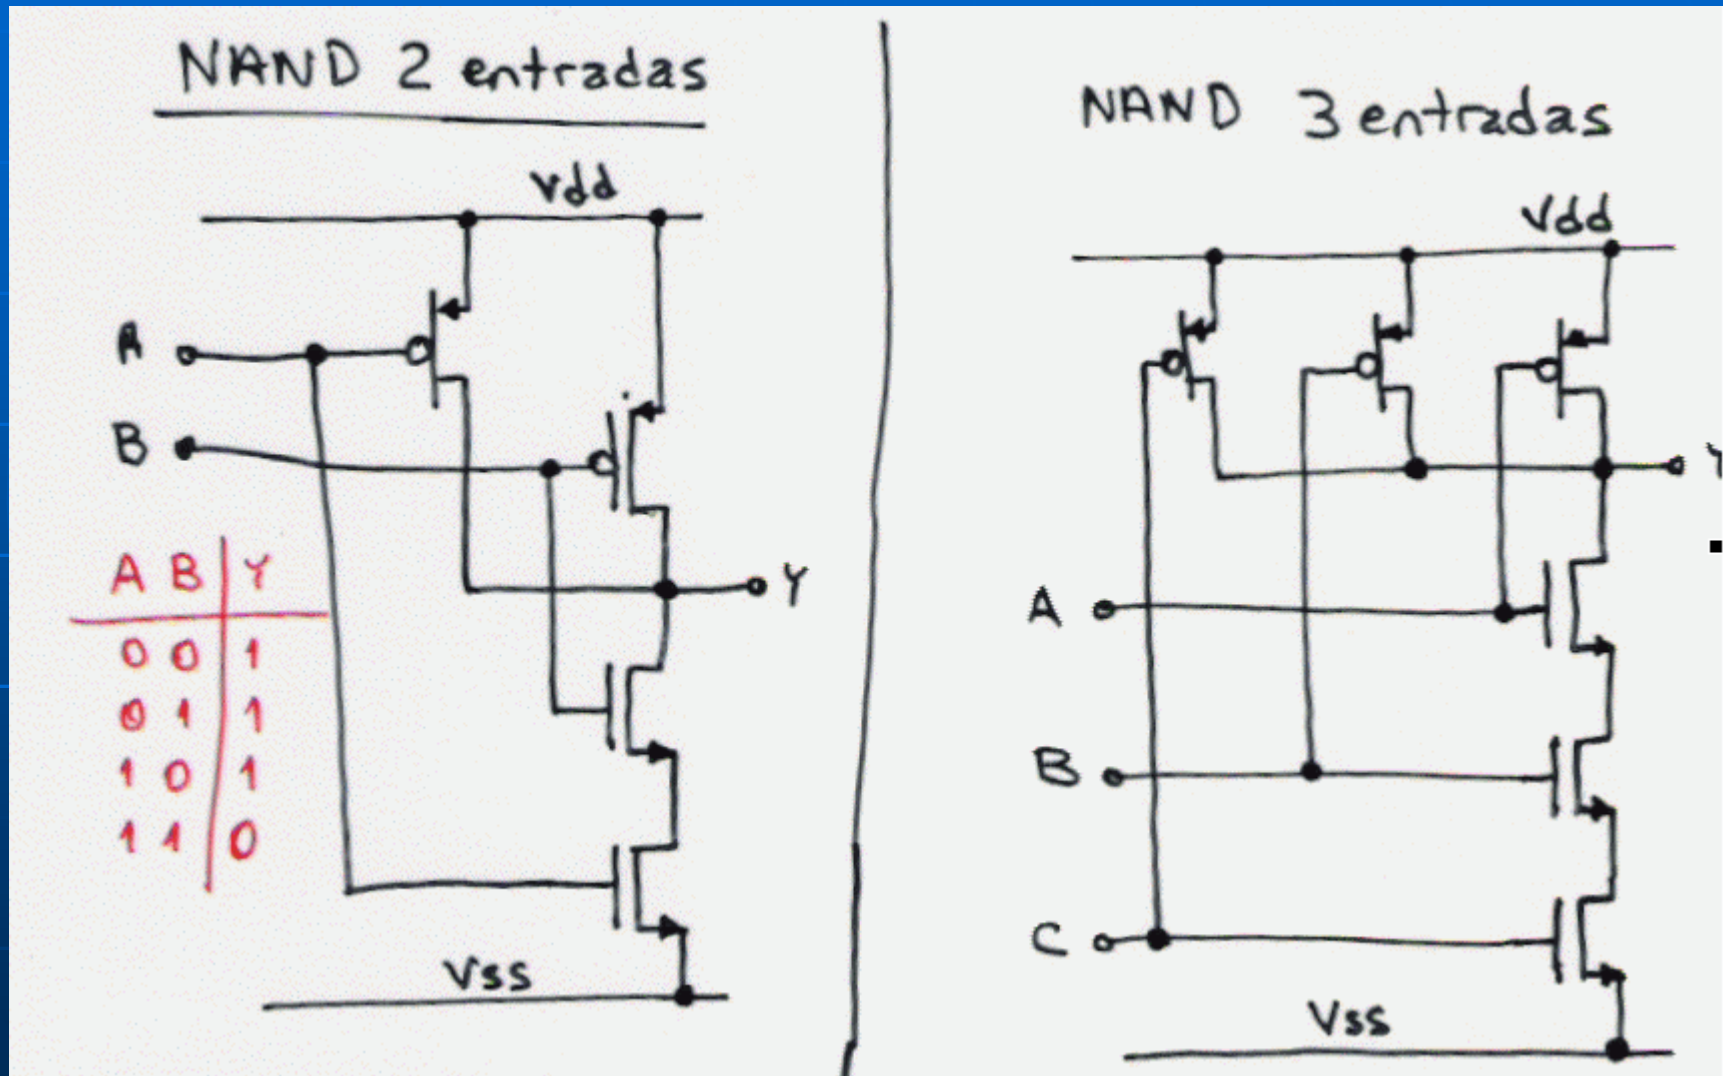 NAND 2 entradas
Vdd
A
B
A B Y
0 0 1
0 1 1
1 0 1
1 1 0
Y
Vss
NAND 3 entradas
Vdd
Y
A
B
C
Vss